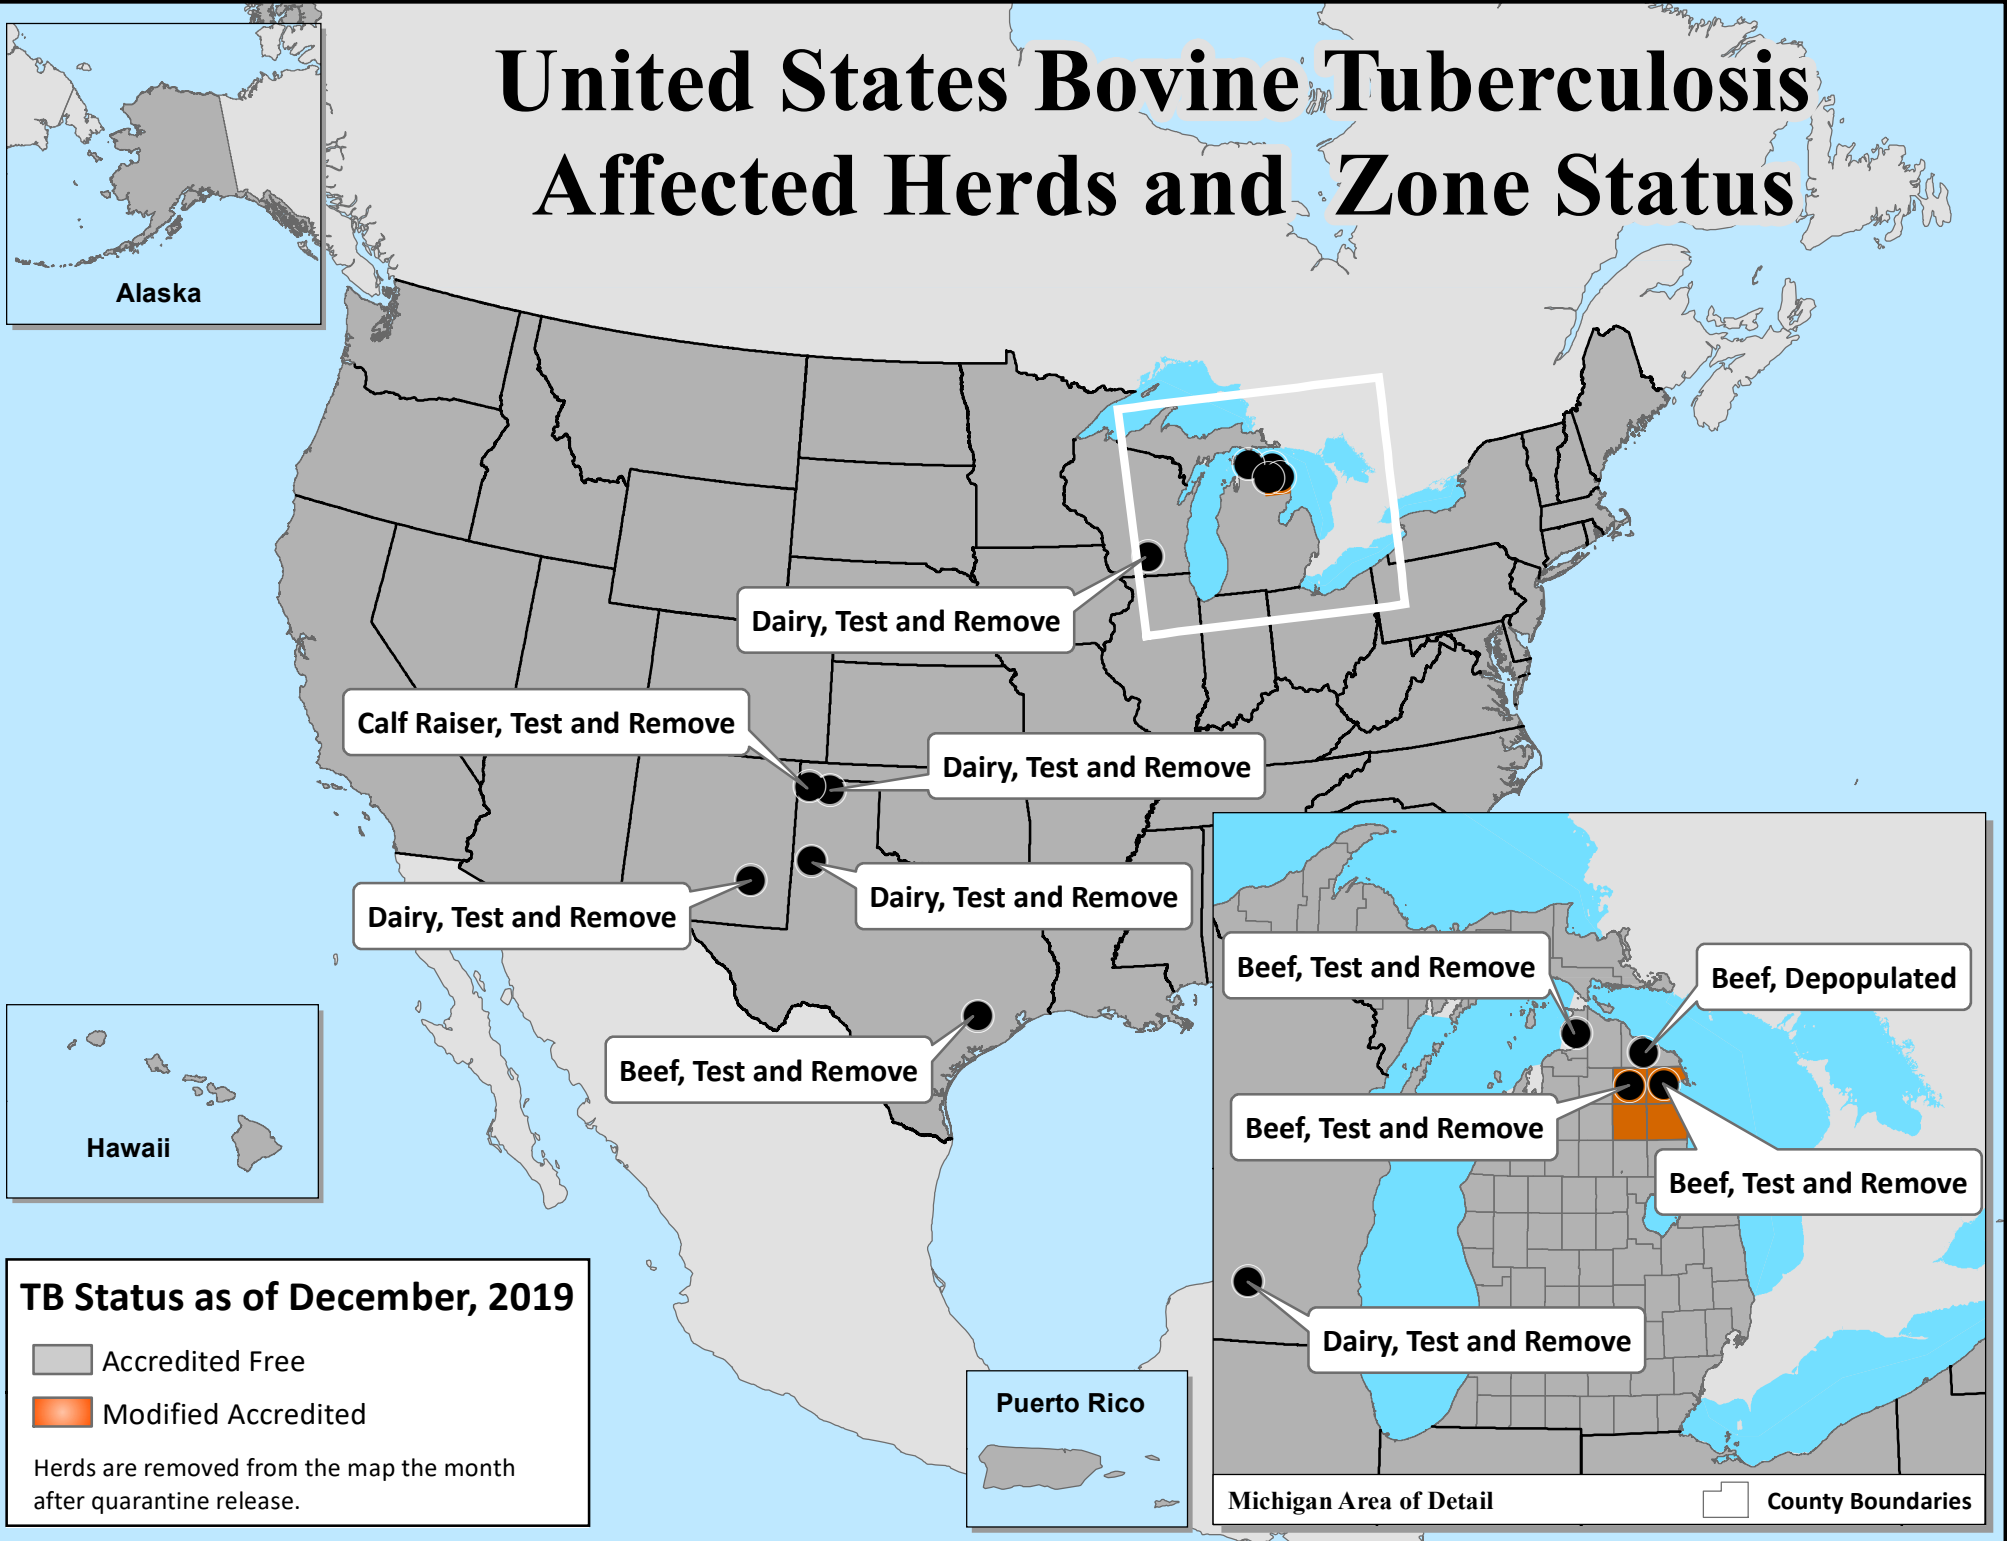 United States Bovine Tuberculosis
Affected Herds and Zone Status
Alaska
Dairy, Test and Remove
Calf Raiser, Test and Remove
Dairy, Test and Remove
Dairy, Test and Remove
Dairy, Test and Remove
Beef, Test and Remove
Hawaii
TB Status as of December, 2019
Accredited Free
Modified Accredited
Herds are removed from the map the month
after quarantine release.
Puerto Rico
Beef, Test and Remove
Beef, Depopulated
Beef, Test and Remove
Beef, Test and Remove
Dairy, Test and Remove
Michigan Area of Detail
County Boundaries